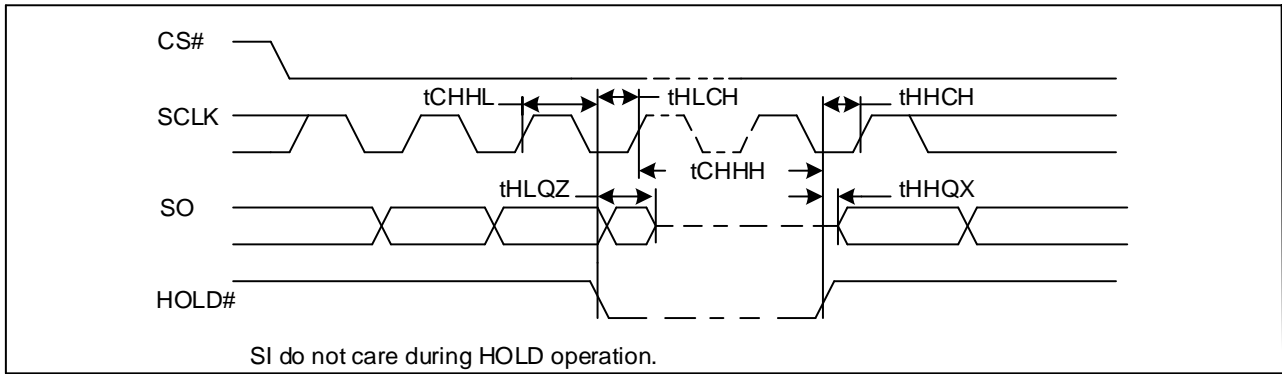 CS#
tCHHL
tHLCH
tHHCH
SCLK
tCHHH
tHLQZ
tHHQX
SO
HOLD#
SI do not care during HOLD operation.